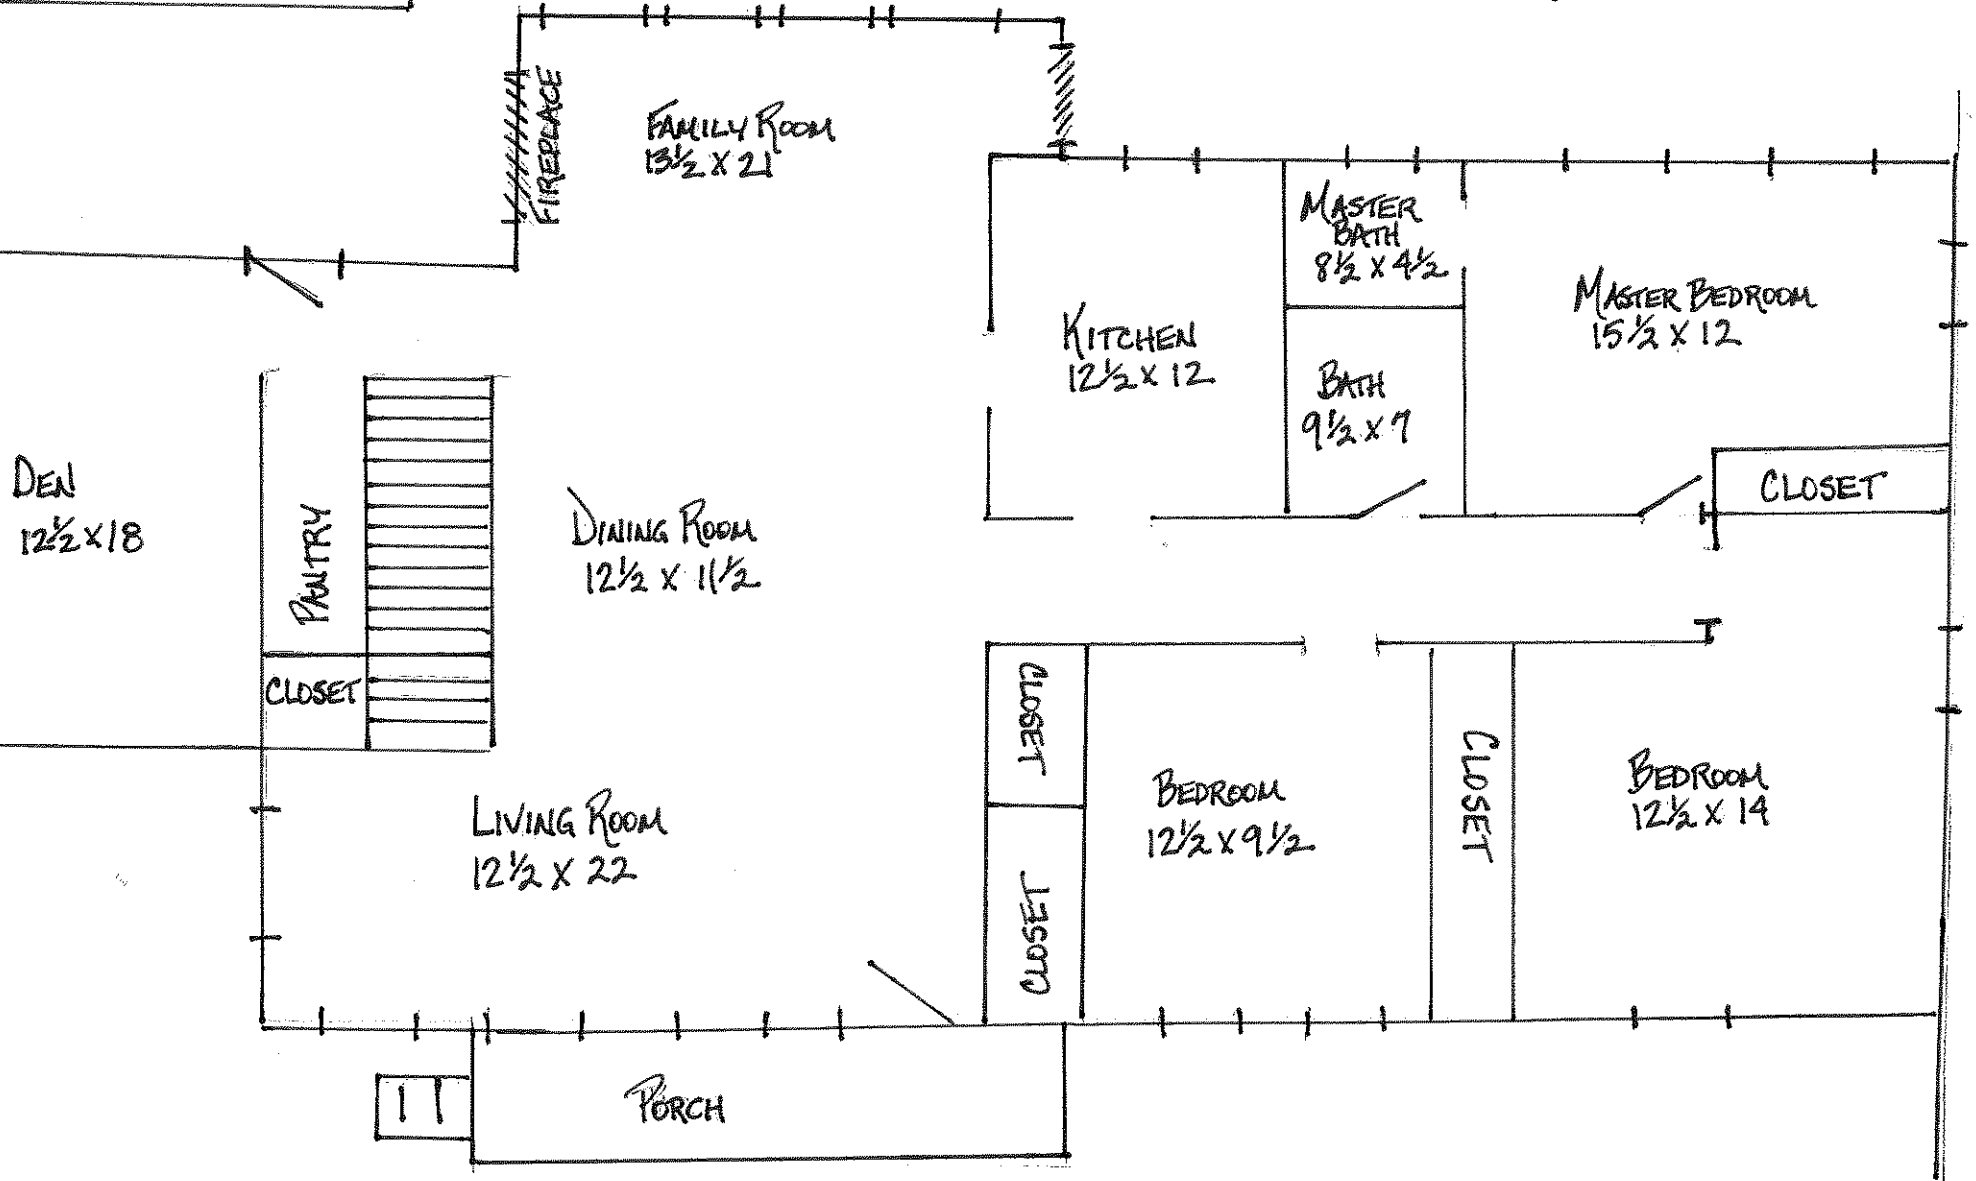 FIREPLACE
FAMILY ROOM
13½ X 21
MASTER
BATH
8½ X 4½
MASTER BEDROOM
15½ X 12
KITCHEN
12½ X 12
BATH
9½ X 7
CLOSET
DEN
12½ X 18
PANTRY
DINING ROOM
12½ X 11½
CLOSET
CLOSET
LIVING ROOM
12½ X 22
CLOSET
BEDROOM
12½ X 9½
CLOSET
BEDROOM
12½ X 14
PORCH